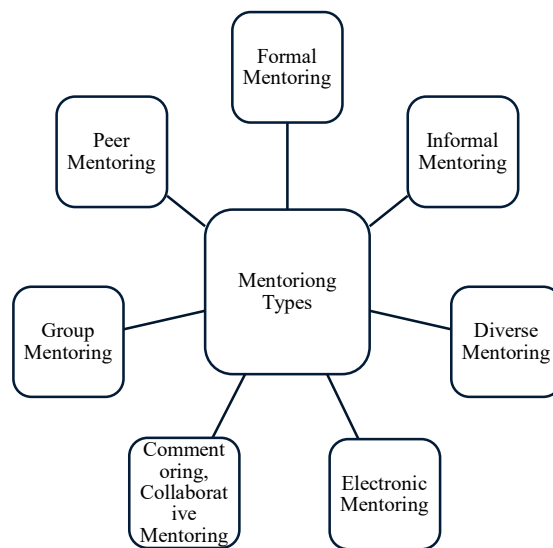 Formal
Mentoring
Peer
Mentoring
Informal
Mentoring
Mentoriong
Types
Group
Mentoring
Diverse
Mentoring
Comment
oring,
Collaborat
ive
Mentoring
Electronic
Mentoring